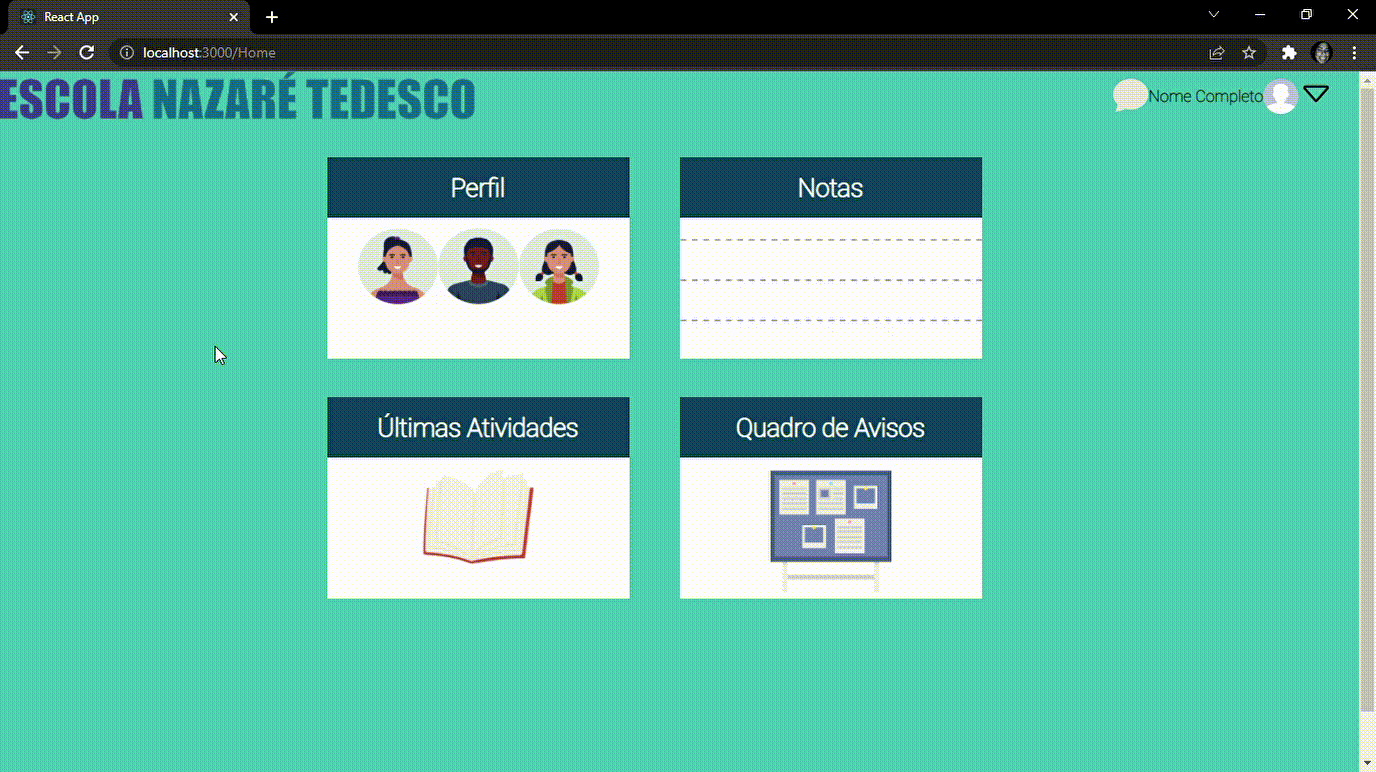 React App
localhost:3000/Home
ESCOLA NAZARÉ TEDESCO
Nome Completo
Perfil
Notas
Últimas Atividades
Quadro de Avisos